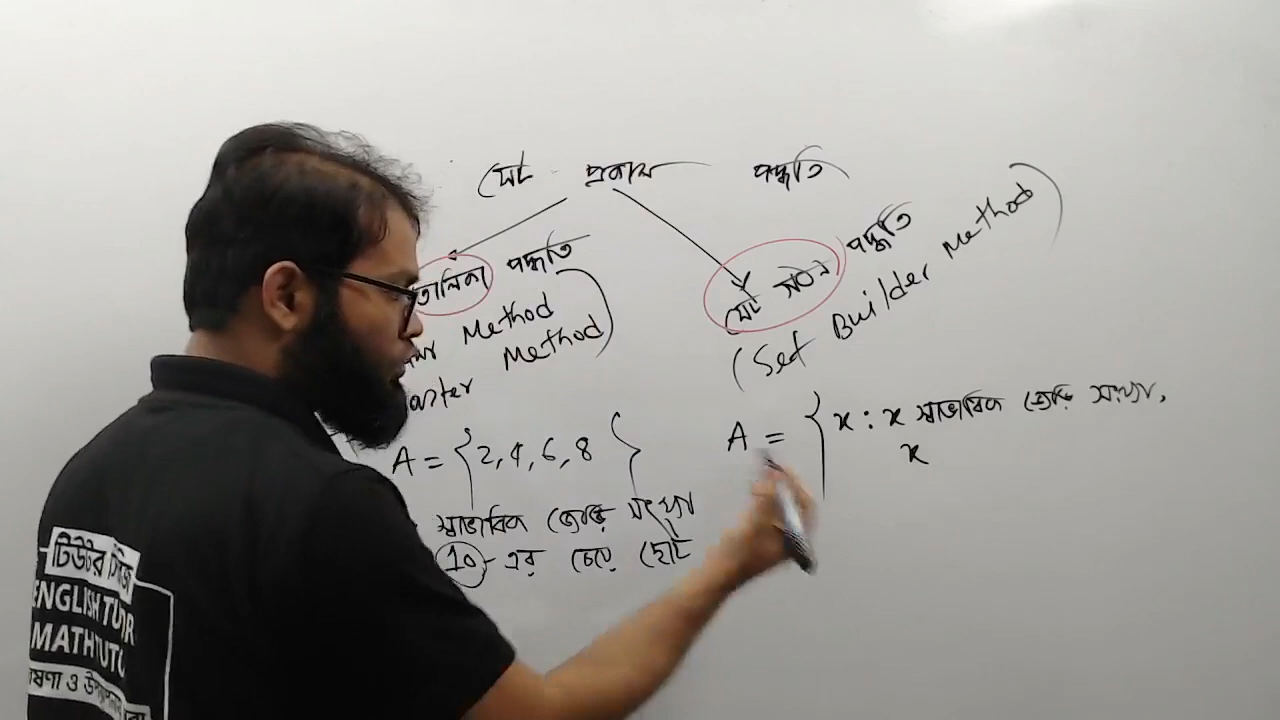 সেট প্রকাশ পদ্ধতি
তালিকা পদ্ধতি
Method
Method)
A = {2, 4, 6, 8}
স্বাভাবিক জোড় সংখ্যা
10-এর চেয়ে ছোট
সেট গঠন পদ্ধতি
(Set Builder Method)
A = {x : x স্বাভাবিক জোড় সংখ্যা,
x
টিউটর
ENGLISH TUTOR
MATH TUTO
ও